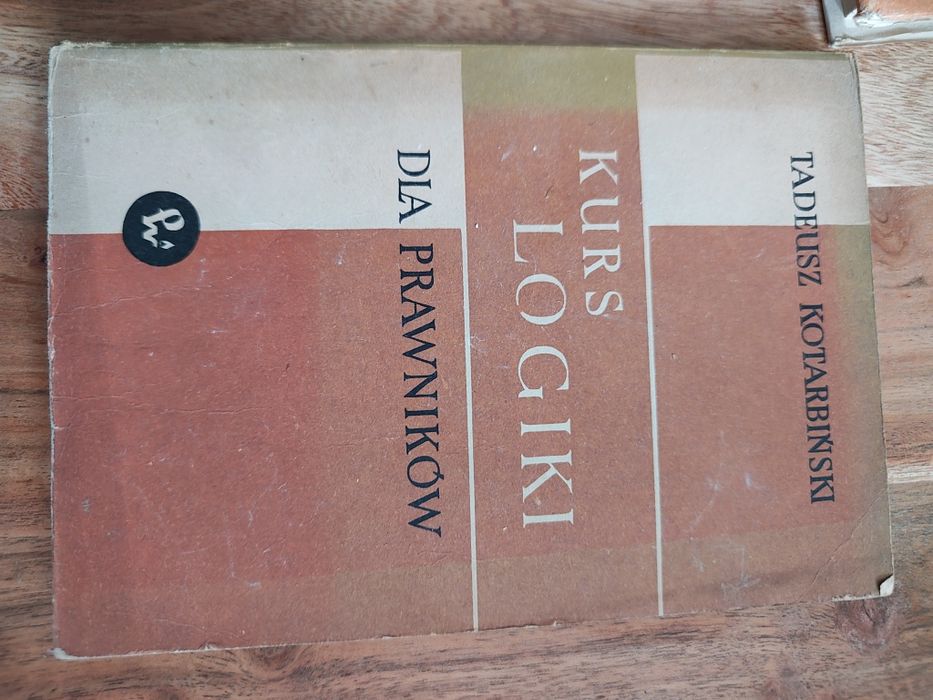 TADEUSZ KOTARBIŃSKI
KURS
LOGIKI
DLA PRAWNIKÓW